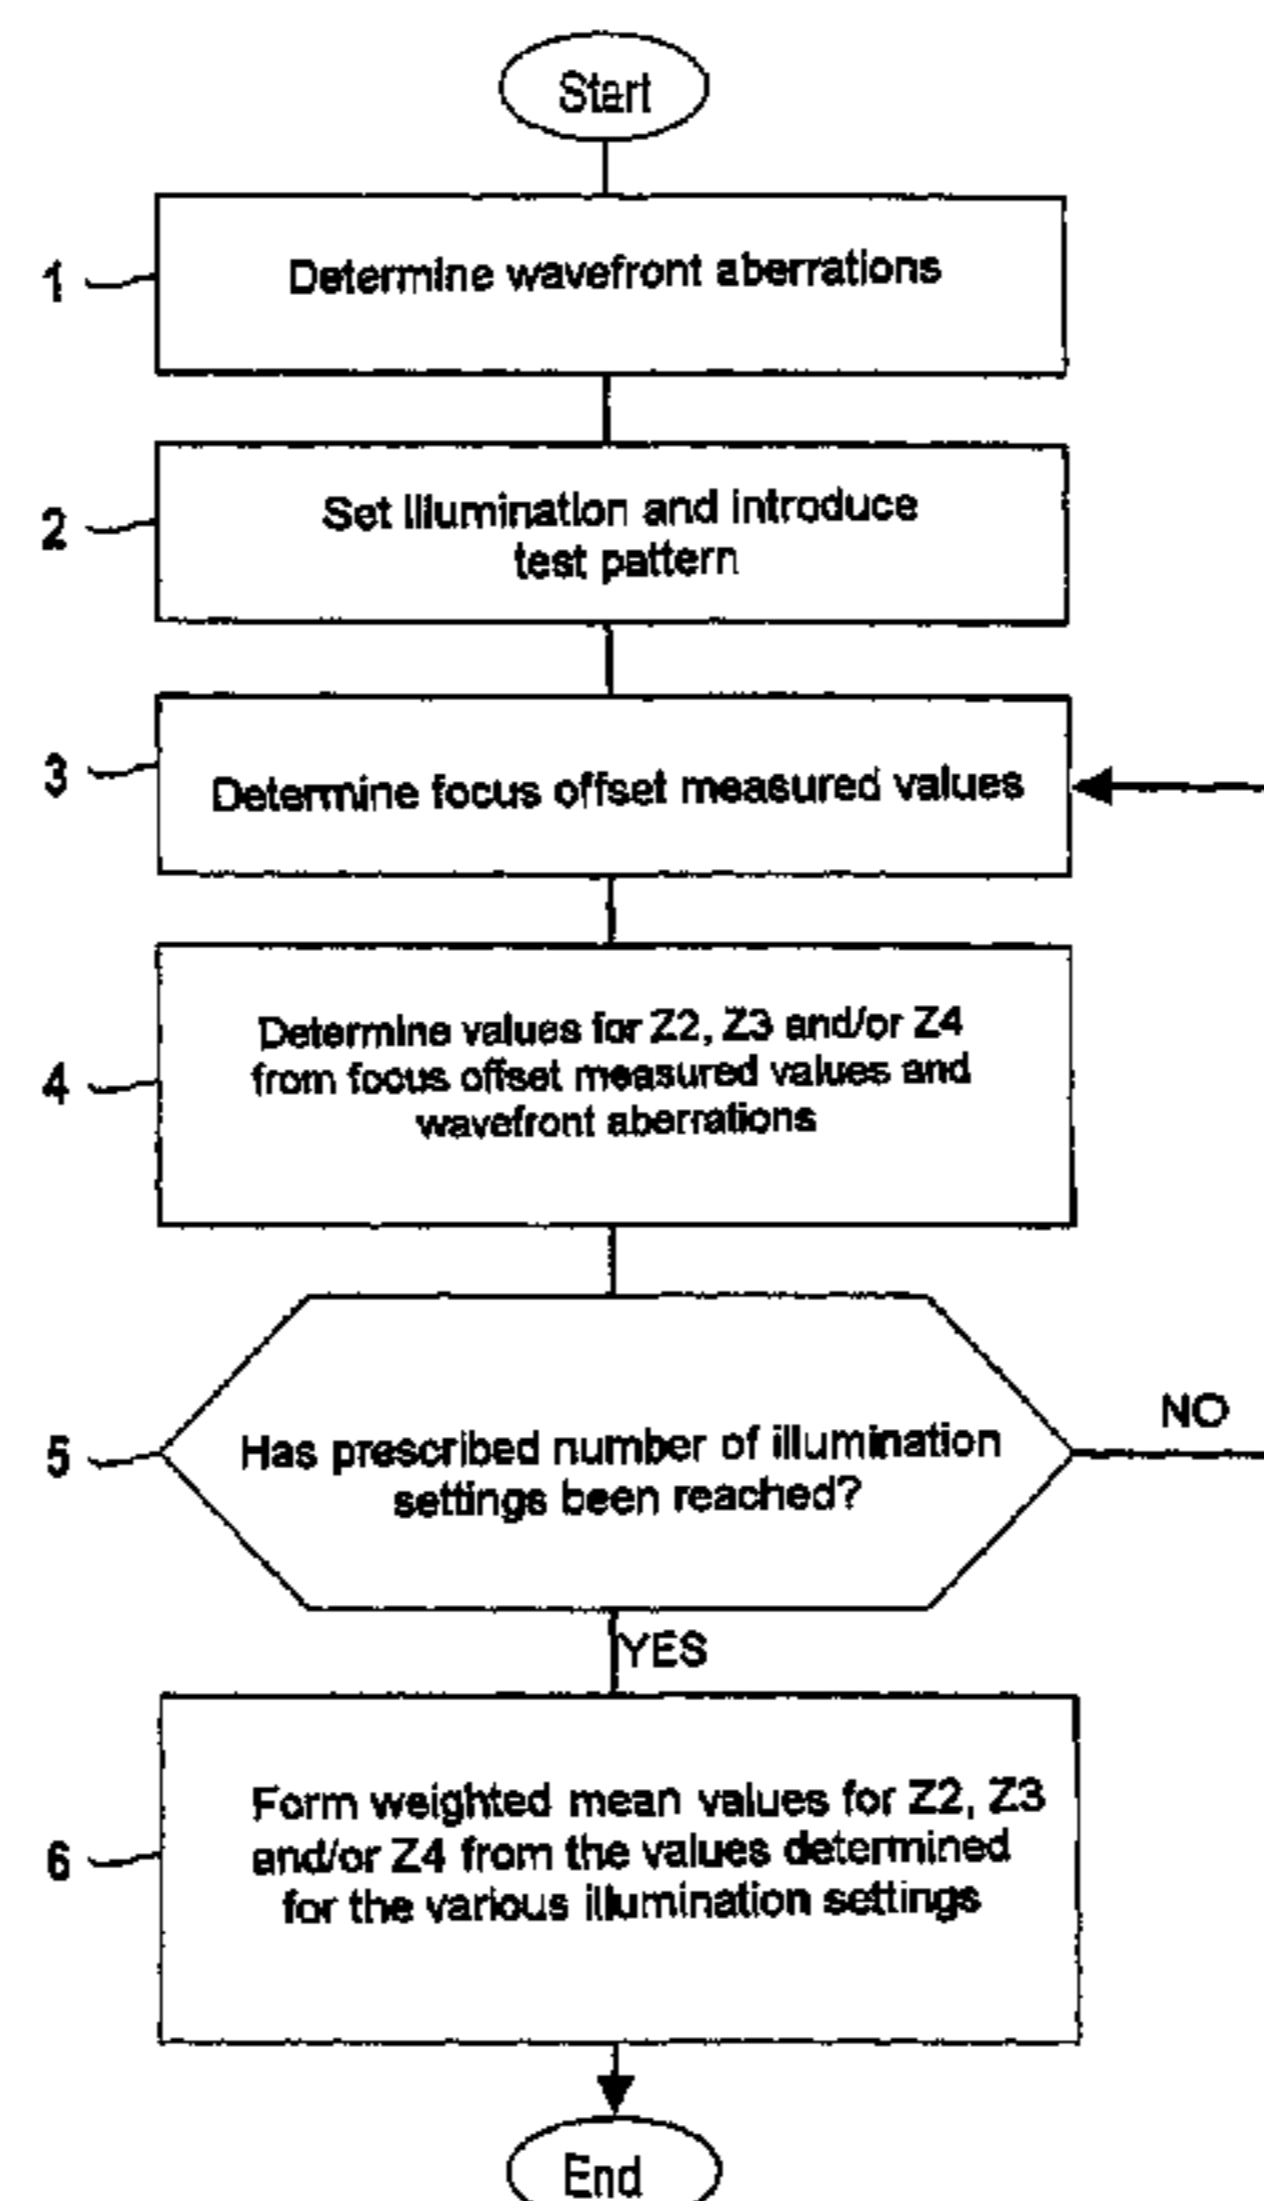 Start
1
Determine wavefront aberrations
2
Set illumination and introduce
test pattern
3
Determine focus offset measured values
4
Determine values for Z2, Z3 and/or Z4
from focus offset measured values and
wavefront aberrations
5
Has prescribed number of illumination
settings been reached?
NO
YES
6
Form weighted mean values for Z2, Z3
and/or Z4 from the values determined
for the various illumination settings
End